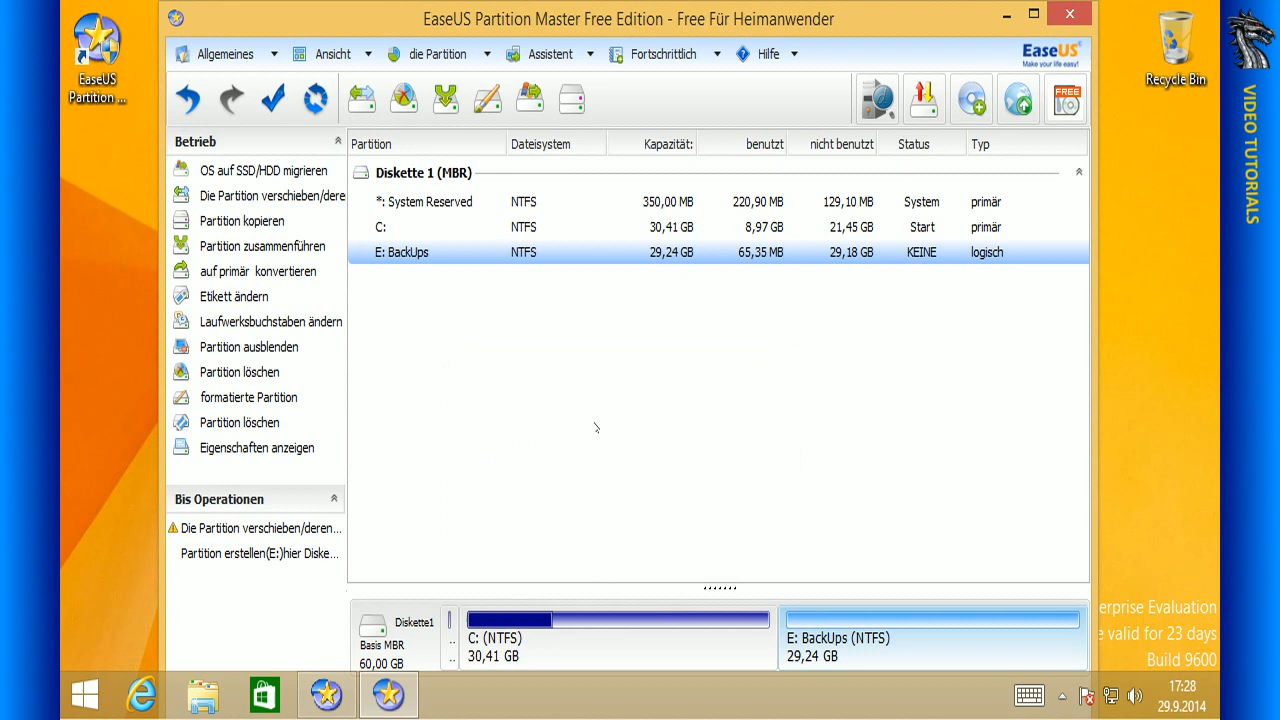 EaseUS Partition Master Free Edition - Free Für Heimanwender
EaseUS
Partition ...
Recycle Bin
VIDEO TUTORIALS
Allgemeines Ansicht die Partition Assistent Fortschrittlich Hilfe
EaseUS
Make your life easy!
FREE
Betrieb
OS auf SSD/HDD migrieren
Die Partition verschieben/dere
Partition kopieren
Partition zusammenführen
auf primär konvertieren
Etikett ändern
Laufwerksbuchstaben ändern
Partition ausblenden
Partition löschen
formatierte Partition
Partition löschen
Eigenschaften anzeigen
Bis Operationen
Die Partition verschieben/deren...
Partition erstellen(E:)hier Diske...
Partition Dateisystem Kapazität: benutzt nicht benutzt Status Typ
Diskette 1 (MBR)
*: System Reserved NTFS 350,00 MB 220,90 MB 129,10 MB System primär
C: NTFS 30,41 GB 8,97 GB 21,45 GB Start primär
E: BackUps NTFS 29,24 GB 65,35 MB 29,18 GB KEINE logisch
Diskette1
Basis MBR
60,00 GB
..
..
C: (NTFS)
30,41 GB
E: BackUps (NTFS)
29,24 GB
erprise Evaluation
e valid for 23 days
Build 9600
17:28
29.9.2014